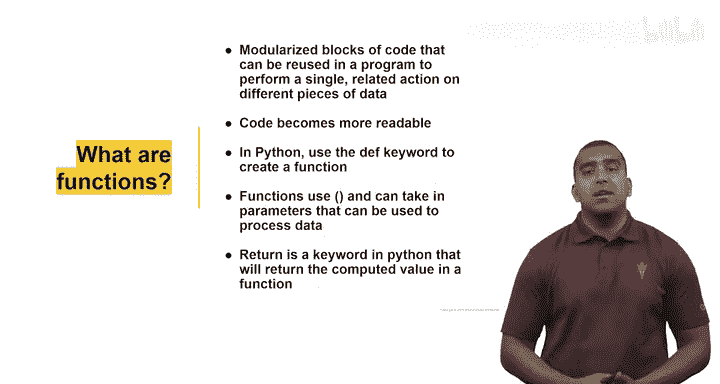 What are
functions?
● Modularized blocks of code that
can be reused in a program to
perform a single, related action on
different pieces of data
● Code becomes more readable
● In Python, use the def keyword to
create a function
● Functions use () and can take in
parameters that can be used to
process data
● Return is a keyword in python that
will return the computed value in a
function